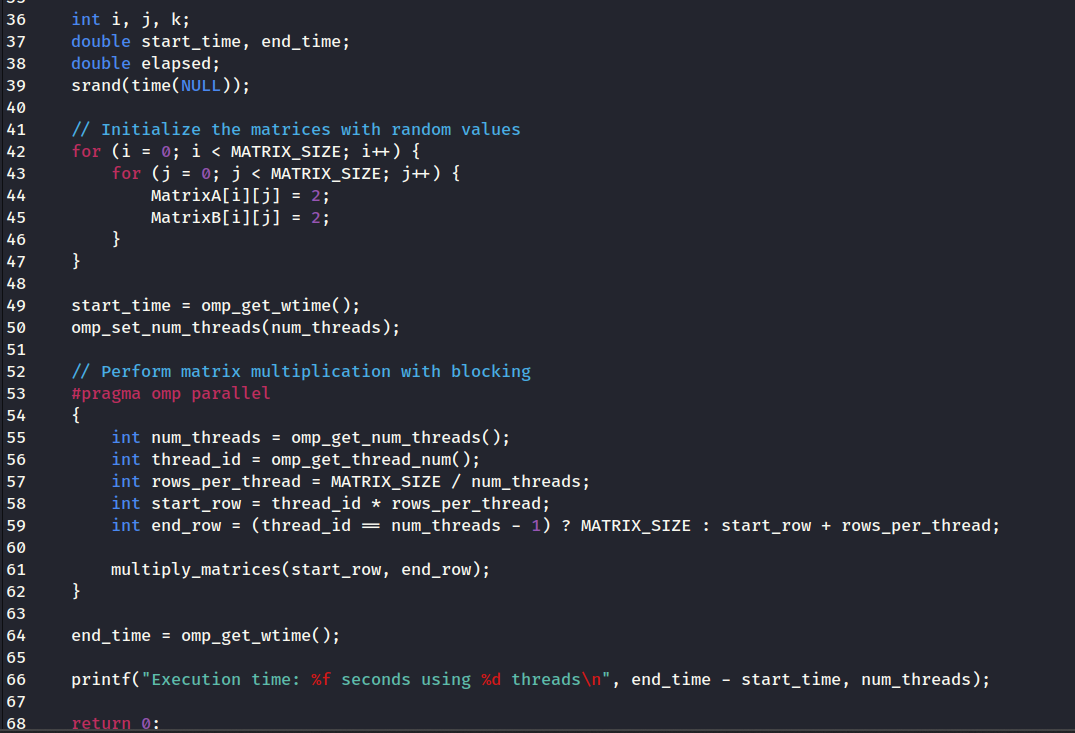 36 int i, j, k;
37 double start_time, end_time;
38 double elapsed;
39 srand(time(NULL));
40
41 // Initialize the matrices with random values
42 for (i = 0; i < MATRIX_SIZE; i++) {
43 for (j = 0; j < MATRIX_SIZE; j++) {
44 MatrixA[i][j] = 2;
45 MatrixB[i][j] = 2;
46 }
47 }
48
49 start_time = omp_get_wtime();
50 omp_set_num_threads(num_threads);
51
52 // Perform matrix multiplication with blocking
53 #pragma omp parallel
54 {
55 int num_threads = omp_get_num_threads();
56 int thread_id = omp_get_thread_num();
57 int rows_per_thread = MATRIX_SIZE / num_threads;
58 int start_row = thread_id * rows_per_thread;
59 int end_row = (thread_id == num_threads - 1) ? MATRIX_SIZE : start_row + rows_per_thread;
60
61 multiply_matrices(start_row, end_row);
62 }
63
64 end_time = omp_get_wtime();
65
66 printf("Execution time: %f seconds using %d threads\n", end_time - start_time, num_threads);
67
68 return 0;